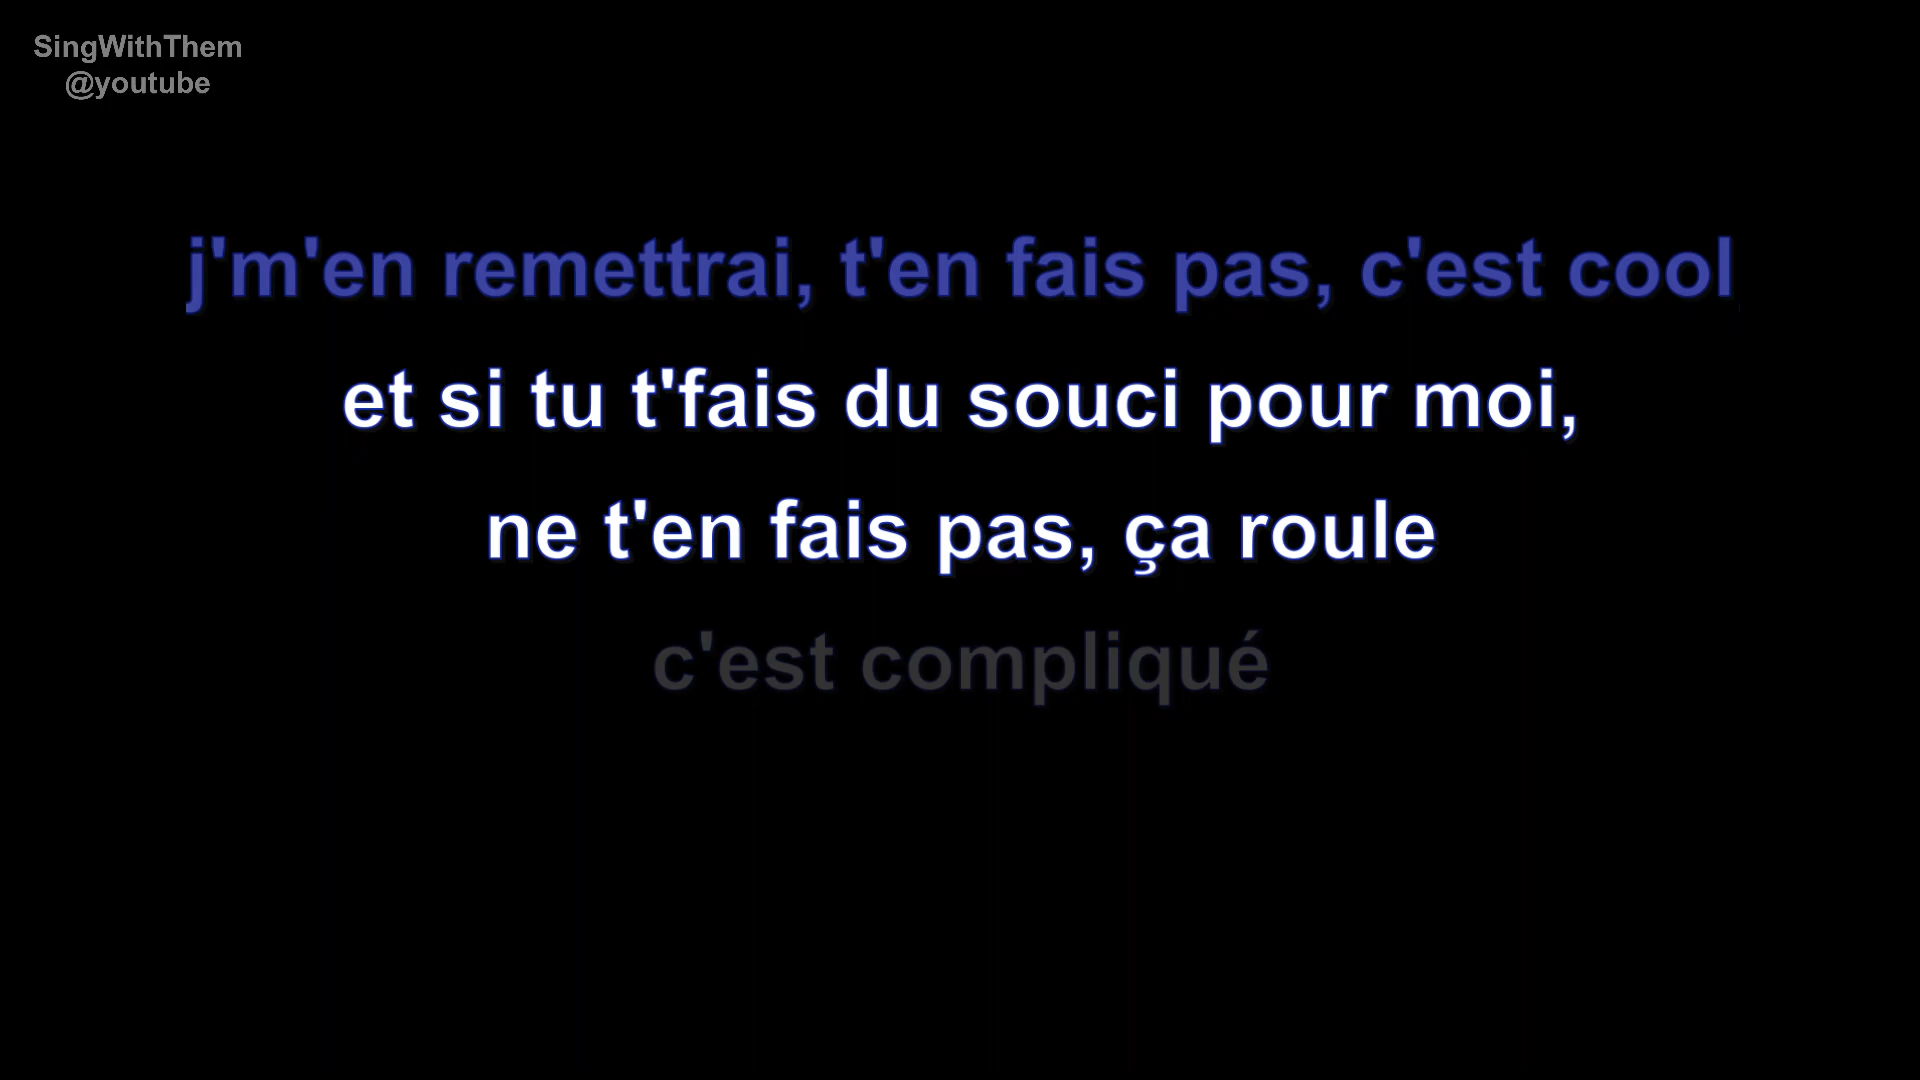 SingWithThem
@youtube
j'm'en remettrai, t'en fais pas, c'est cool
et si tu t'fais du souci pour moi,
ne t'en fais pas, ça roule
c'est compliqué